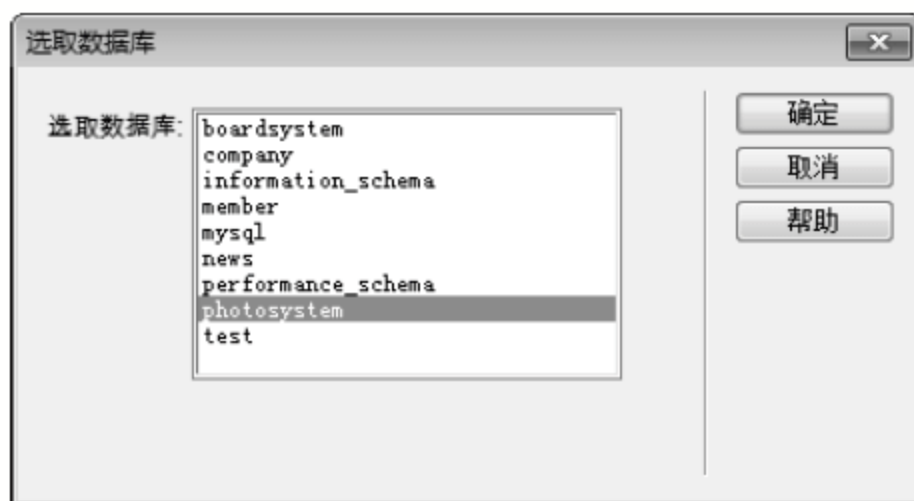 选取数据库
选取数据库:
boardsystem
company
information_schema
member
mysql
news
performance_schema
photosystem
test
确定
取消
帮助